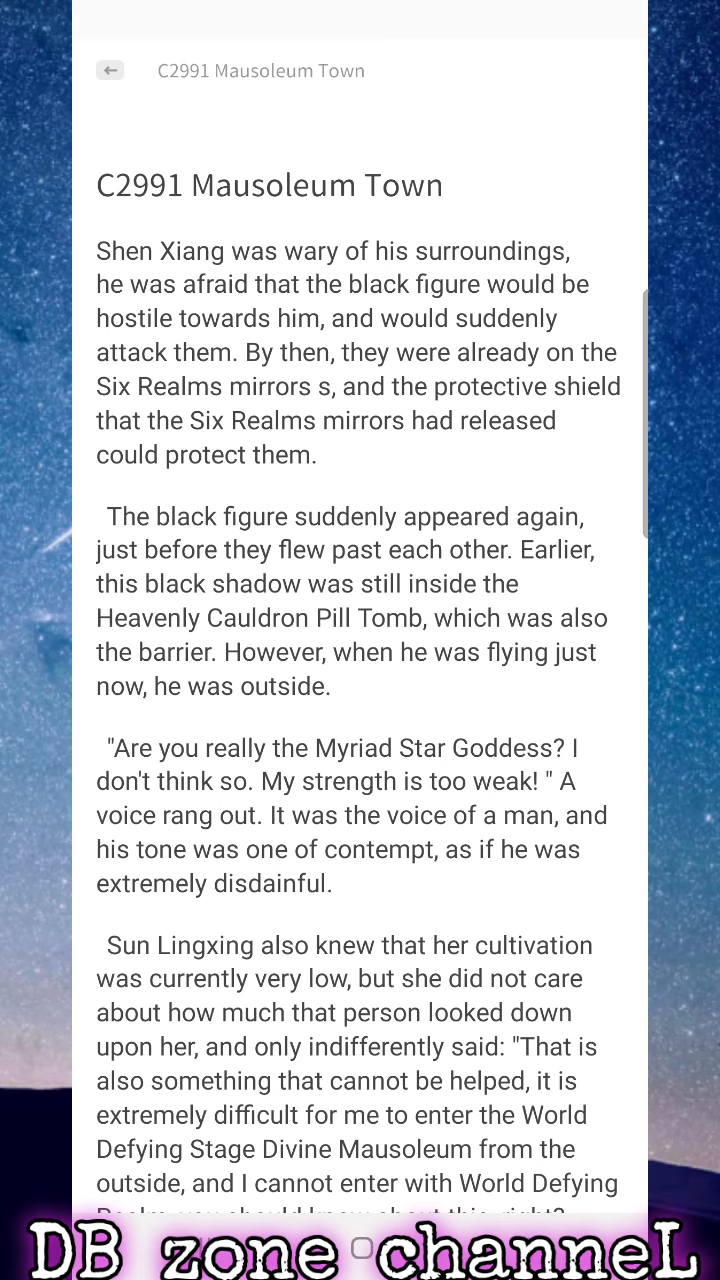 C2991 Mausoleum Town
C2991 Mausoleum Town
Shen Xiang was wary of his surroundings,
he was afraid that the black figure would be
hostile towards him, and would suddenly
attack them. By then, they were already on the
Six Realms mirrors s, and the protective shield
that the Six Realms mirrors had released
could protect them.
The black figure suddenly appeared again,
just before they flew past each other. Earlier,
this black shadow was still inside the
Heavenly Cauldron Pill Tomb, which was also
the barrier. However, when he was flying just
now, he was outside.
"Are you really the Myriad Star Goddess? I
don't think so. My strength is too weak! " A
voice rang out. It was the voice of a man, and
his tone was one of contempt, as if he was
extremely disdainful.
Sun Lingxing also knew that her cultivation
was currently very low, but she did not care
about how much that person looked down
upon her, and only indifferently said: "That is
also something that cannot be helped, it is
extremely difficult for me to enter the World
Defying Stage Divine Mausoleum from the
outside, and I cannot enter with World Defying
DB zone channeL